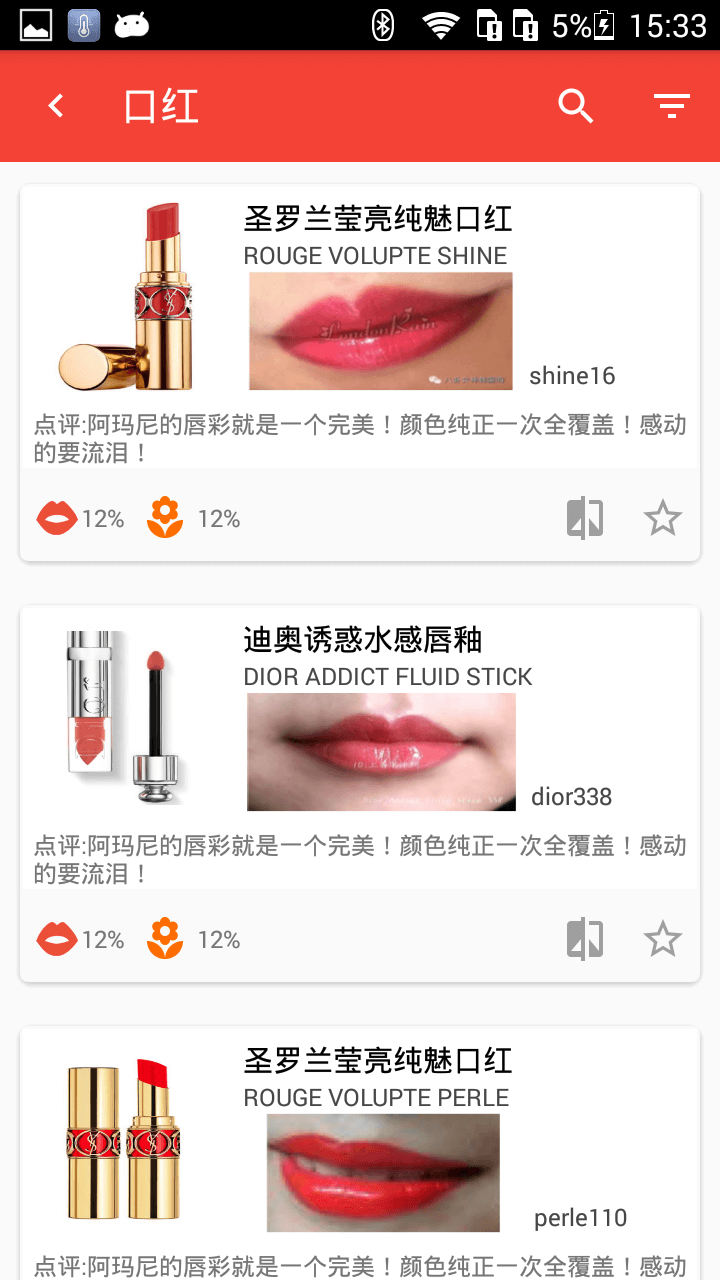 5% 15:33
口红
圣罗兰莹亮纯魅口红
ROUGE VOLUPTE SHINE
LondonRain
shine16
点评:阿玛尼的唇彩就是一个完美！颜色纯正一次全覆盖！感动
的要流泪！
12% 12%
迪奥诱惑水感唇釉
DIOR ADDICT FLUID STICK
dior338
点评:阿玛尼的唇彩就是一个完美！颜色纯正一次全覆盖！感动
的要流泪！
12% 12%
圣罗兰莹亮纯魅口红
ROUGE VOLUPTE PERLE
perle110
点评:阿玛尼的唇彩就是一个完美！颜色纯正一次全覆盖！感动